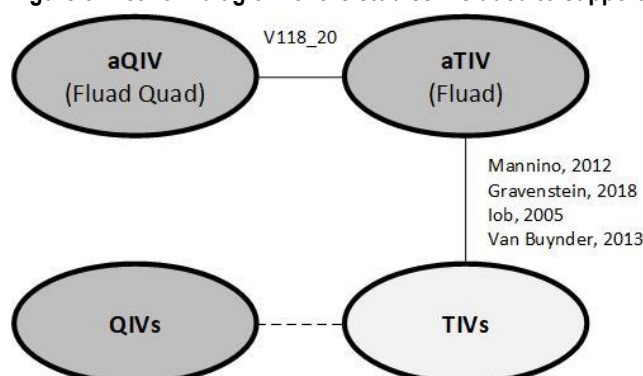 V118_20
aQIV
(Fluad Quad)
aTIV
(Fluad)
Mannino, 2012
Gravenstein, 2018
Iob, 2005
Van Buynder, 2013
QIVs
TIVs